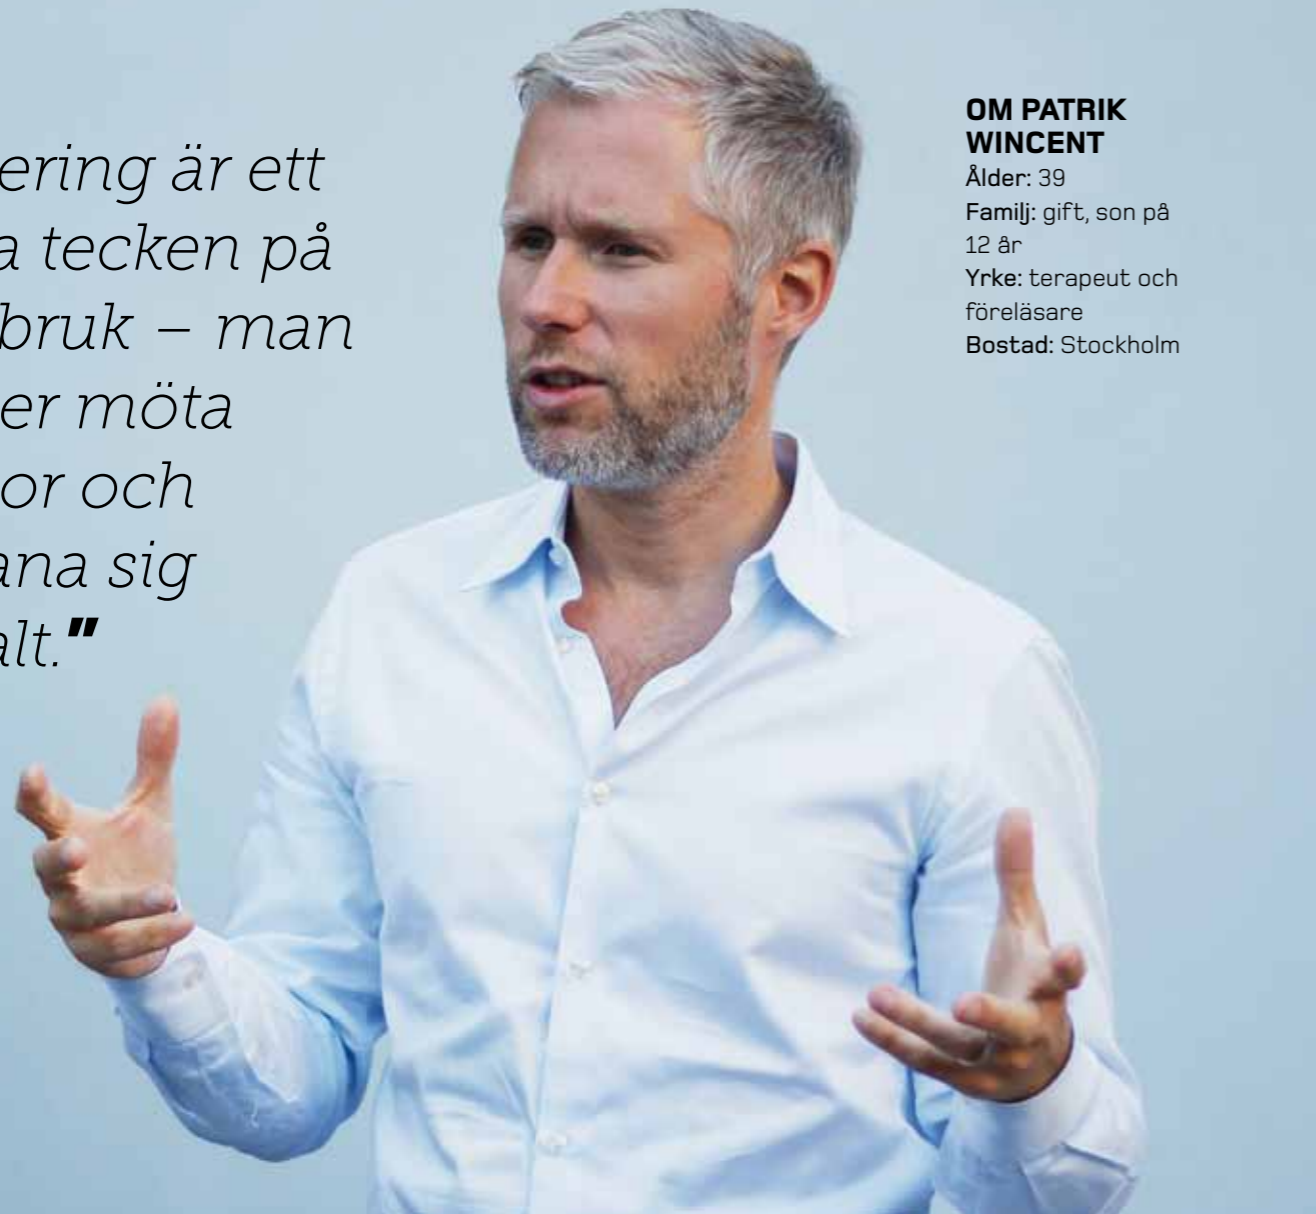 ering är ett
a tecken på
bruk – man
er möta
or och
ana sig
alt."
OM PATRIK
WINCENT
Ålder: 39
Familj: gift, son på
12 år
Yrke: terapeut och
föreläsare
Bostad: Stockholm